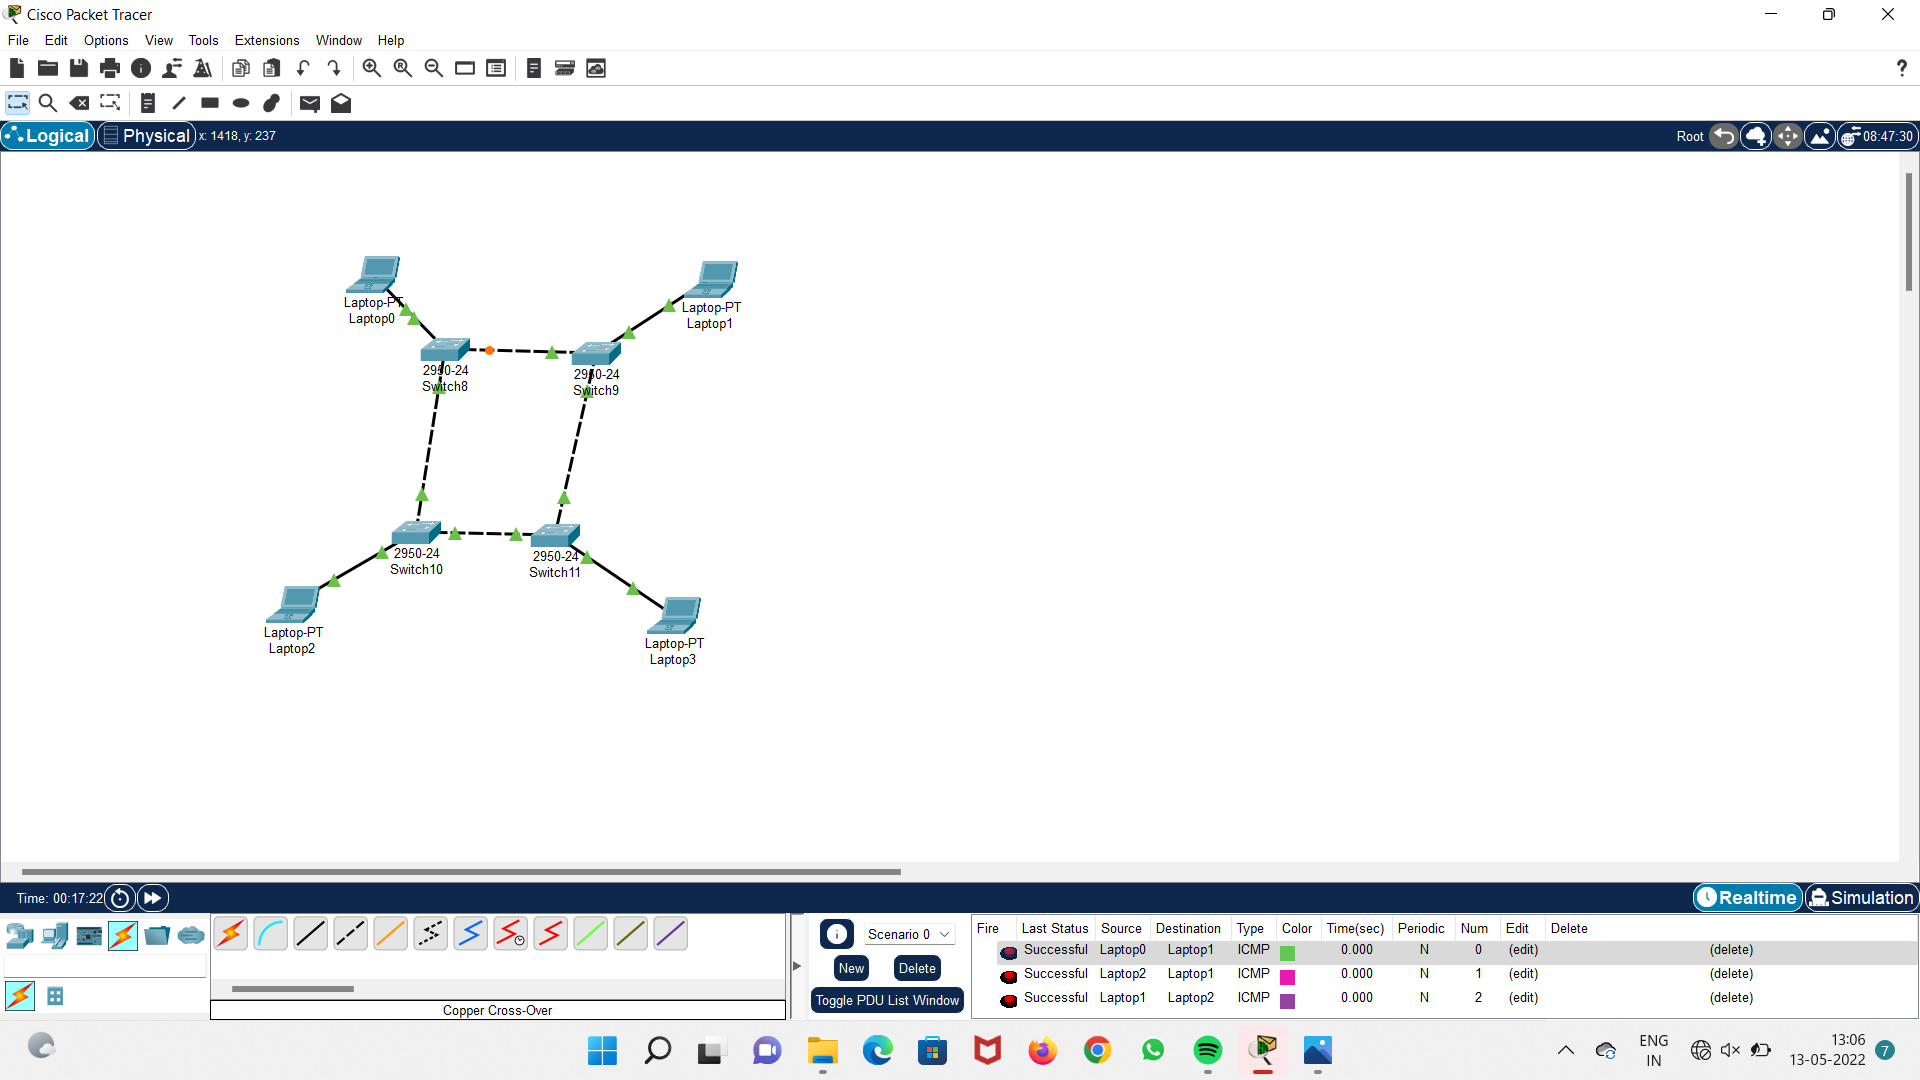 Cisco Packet Tracer
File Edit Options View Tools Extensions Window Help
?
Logical Physical x: 1418, y: 237 Root 08:47:30
Laptop-PT
Laptop0
Laptop-PT
Laptop1
2950-24
Switch8
2950-24
Switch9
2950-24
Switch10
2950-24
Switch11
Laptop-PT
Laptop2
Laptop-PT
Laptop3
Time: 00:17:22 Realtime Simulation
Scenario 0
New Delete
Toggle PDU List Window
Copper Cross-Over
Fire Last Status Source Destination Type Color Time(sec) Periodic Num Edit Delete
Successful Laptop0 Laptop1 ICMP 0.000 N 0 (edit) (delete)
Successful Laptop2 Laptop1 ICMP 0.000 N 1 (edit) (delete)
Successful Laptop1 Laptop2 ICMP 0.000 N 2 (edit) (delete)
ENG
IN
13:06
13-05-2022
7